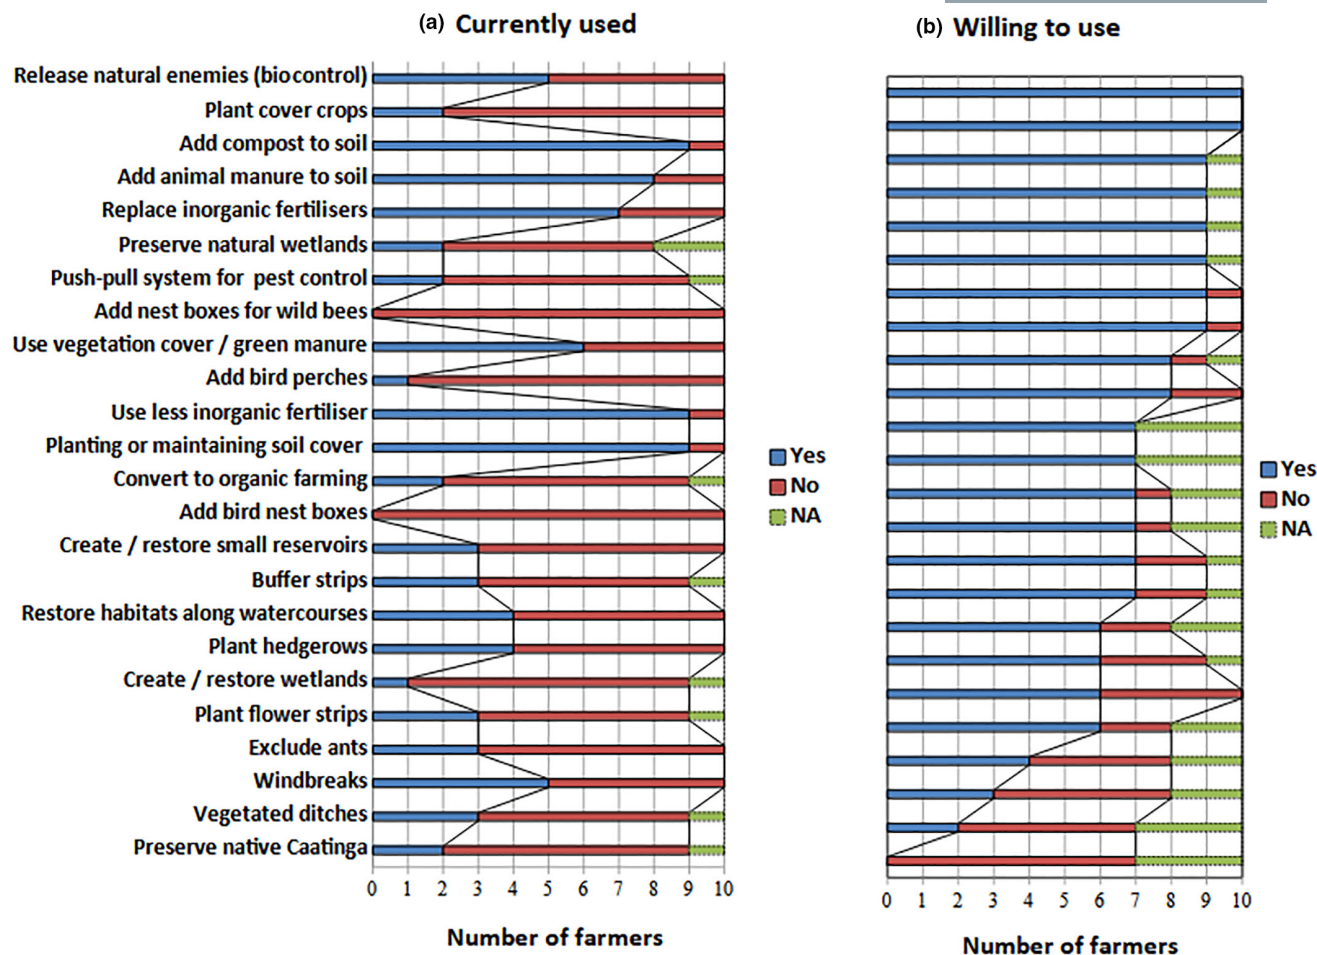 (a) Currently used
(b) Willing to use
Release natural enemies (biocontrol)
Plant cover crops
Add compost to soil
Add animal manure to soil
Replace inorganic fertilisers
Preserve natural wetlands
Push-pull system for pest control
Add nest boxes for wild bees
Use vegetation cover / green manure
Add bird perches
Use less inorganic fertiliser
Planting or maintaining soil cover
Convert to organic farming
Add bird nest boxes
Create / restore small reservoirs
Buffer strips
Restore habitats along watercourses
Plant hedgerows
Create / restore wetlands
Plant flower strips
Exclude ants
Windbreaks
Vegetated ditches
Preserve native Caatinga
Yes
No
NA
Yes
No
NA
0 1 2 3 4 5 6 7 8 9 10
0 1 2 3 4 5 6 7 8 9 10
Number of farmers
Number of farmers